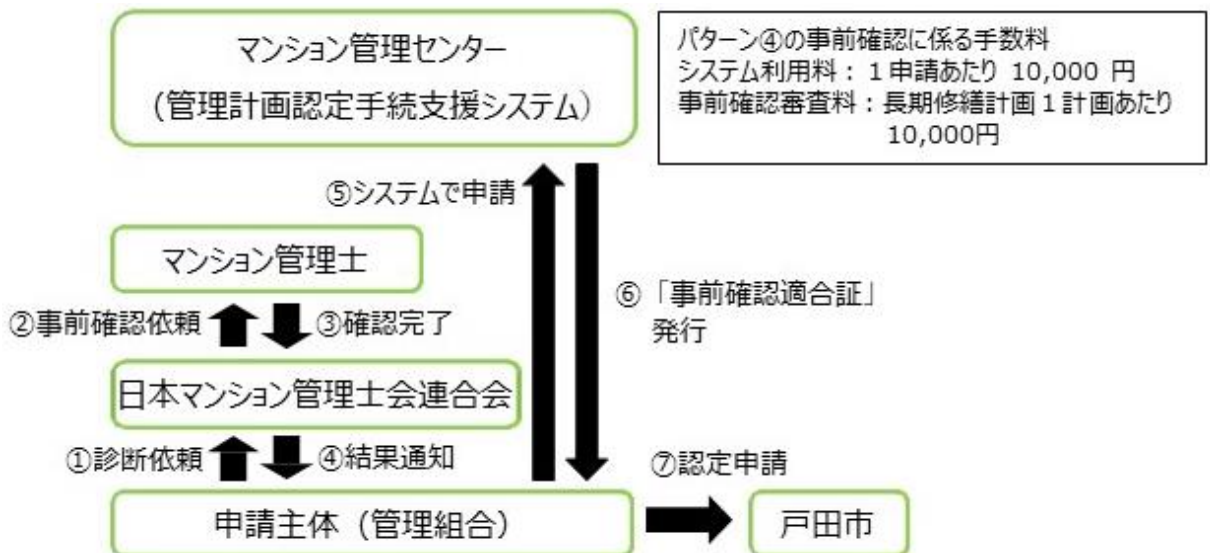 マンション管理センター
（管理計画認定手続支援システム）
パターン④の事前確認に係る手数料
システム利用料：１申請あたり 10,000 円
事前確認審査料：長期修繕計画１計画あたり
10,000円
⑤システムで申請
マンション管理士
⑥「事前確認適合証」
発行
②事前確認依頼
③確認完了
日本マンション管理士会連合会
①診断依頼
④結果通知
⑦認定申請
申請主体（管理組合）
戸田市